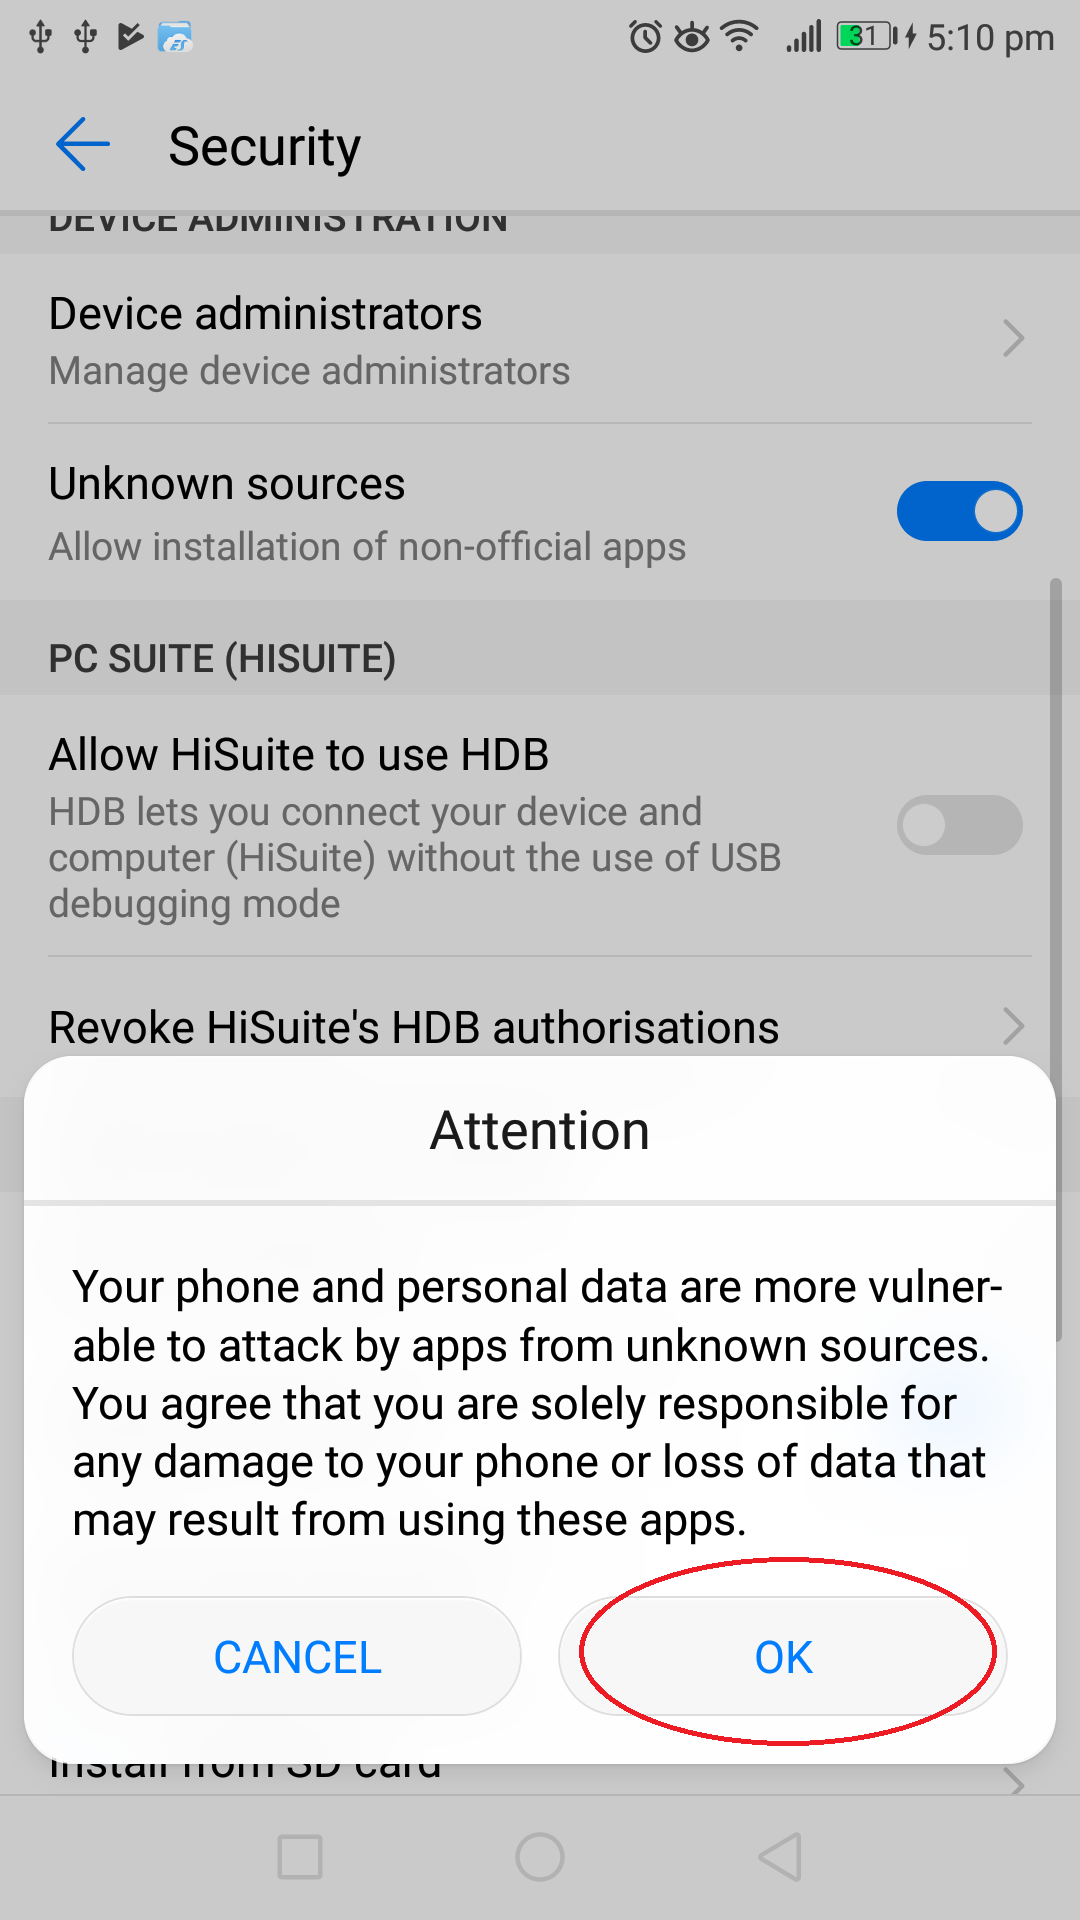 31 5:10 pm
Security
DEVICE ADMINISTRATION
Device administrators
Manage device administrators
Unknown sources
Allow installation of non-official apps
PC SUITE (HISUITE)
Allow HiSuite to use HDB
HDB lets you connect your device and
computer (HiSuite) without the use of USB
debugging mode
Revoke HiSuite's HDB authorisations
Attention
Your phone and personal data are more vulner-
able to attack by apps from unknown sources.
You agree that you are solely responsible for
any damage to your phone or loss of data that
may result from using these apps.
CANCEL OK
Install from SD card